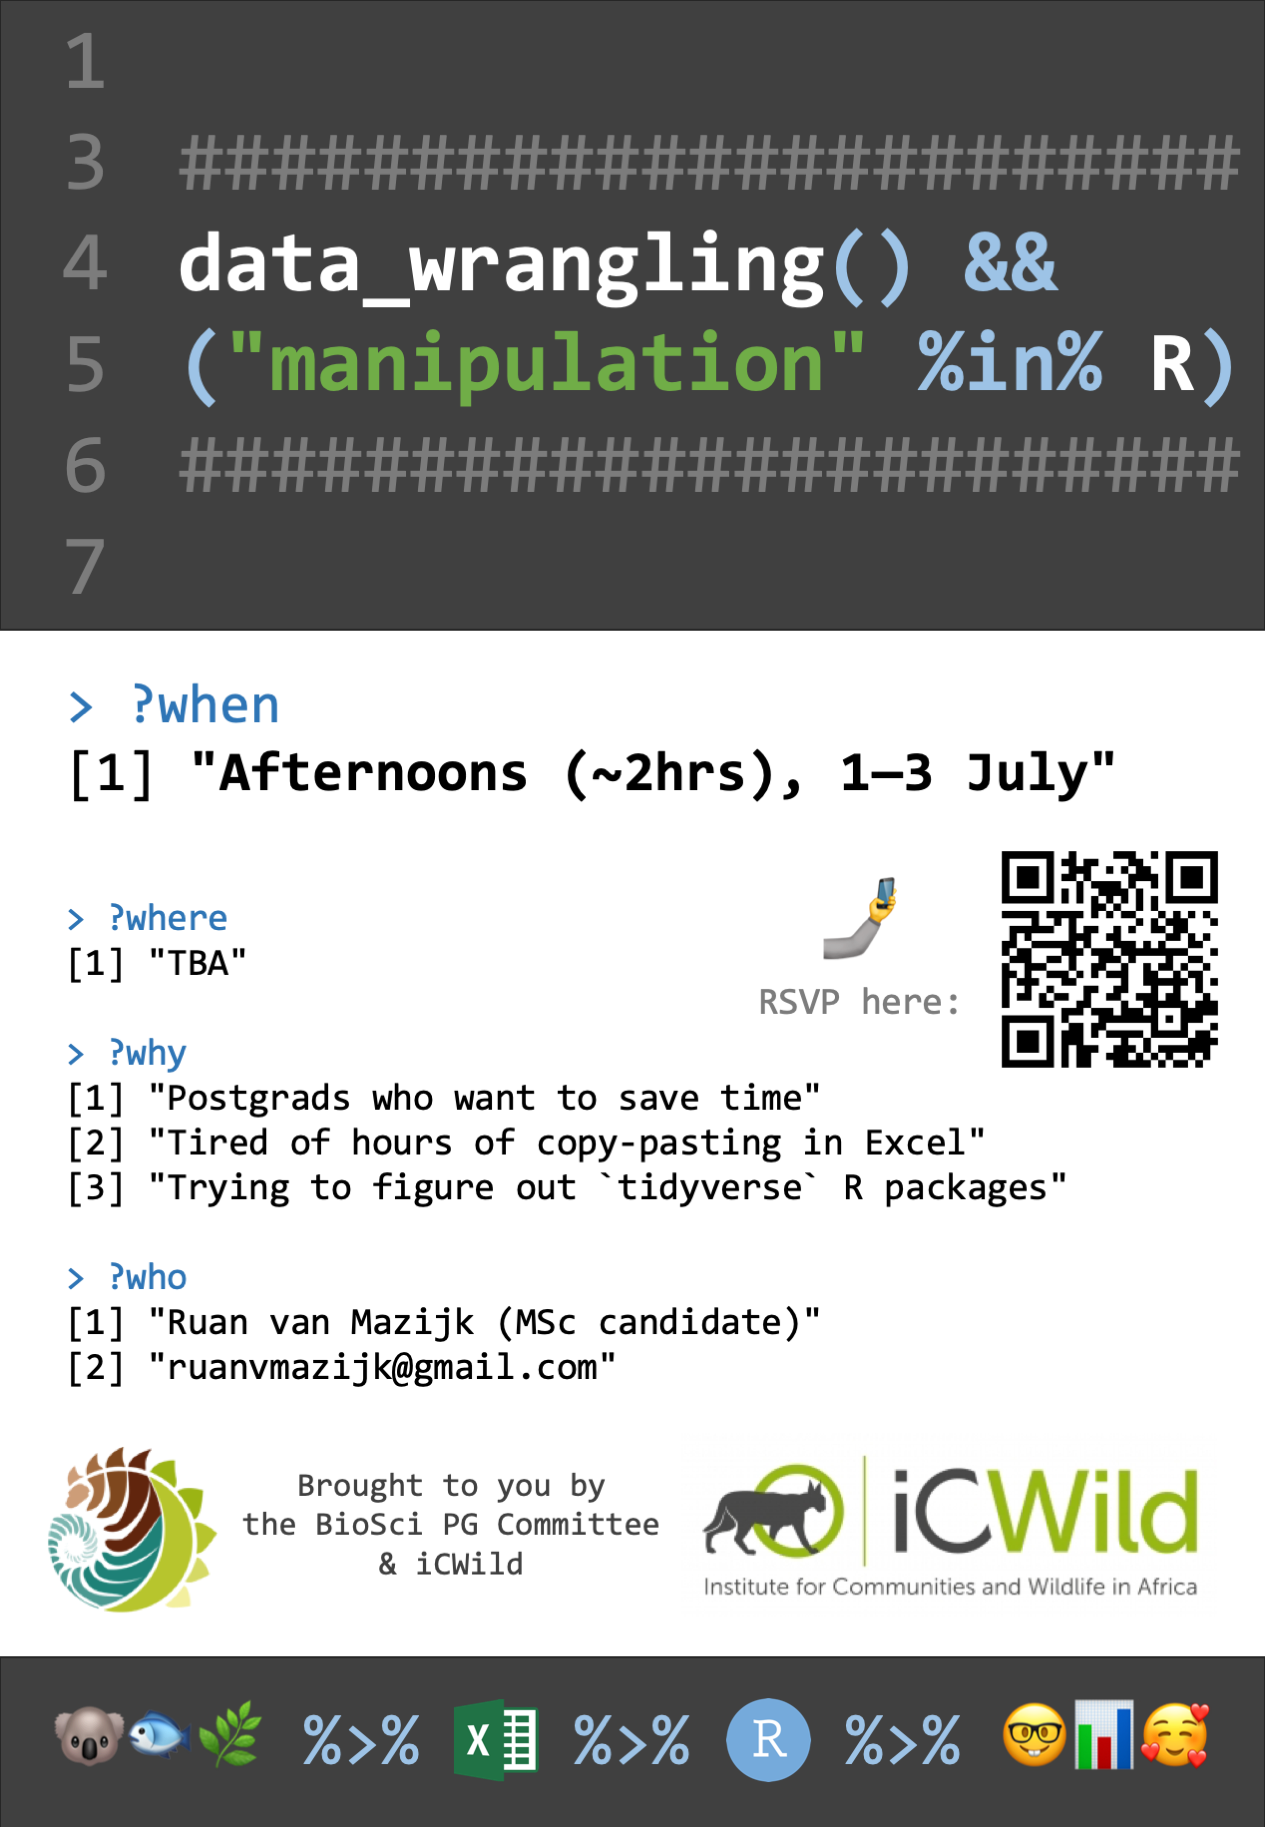 1
3 #######################
4 data_wrangling() &&
5 ("manipulation" %in% R)
6 #######################
7
> ?when
[1] "Afternoons (~2hrs), 1–3 July"
> ?where
[1] "TBA"
RSVP here:
> ?why
[1] "Postgrads who want to save time"
[2] "Tired of hours of copy-pasting in Excel"
[3] "Trying to figure out `tidyverse` R packages"
> ?who
[1] "Ruan van Mazijk (MSc candidate)"
[2] "ruanvmazijk@gmail.com"
Brought to you by
the BioSci PG Committee
& iCWild
iCWild
Institute for Communities and Wildlife in Africa
%>% X %>% R %>%